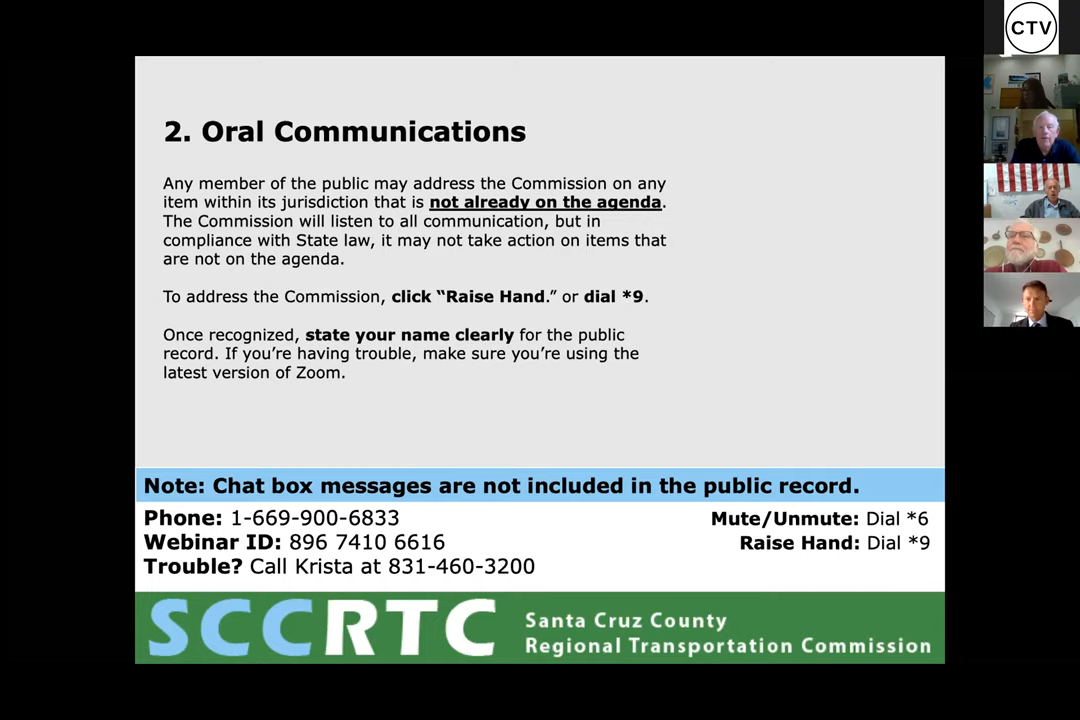 CTV
2. Oral Communications
Any member of the public may address the Commission on any
item within its jurisdiction that is not already on the agenda.
The Commission will listen to all communication, but in
compliance with State law, it may not take action on items that
are not on the agenda.
To address the Commission, click “Raise Hand.” or dial *9.
Once recognized, state your name clearly for the public
record. If you’re having trouble, make sure you’re using the
latest version of Zoom.
Note: Chat box messages are not included in the public record.
Phone: 1-669-900-6833
Mute/Unmute: Dial *6
Webinar ID: 896 7410 6616
Raise Hand: Dial *9
Trouble? Call Krista at 831-460-3200
SCCRTC
Santa Cruz County
Regional Transportation Commission